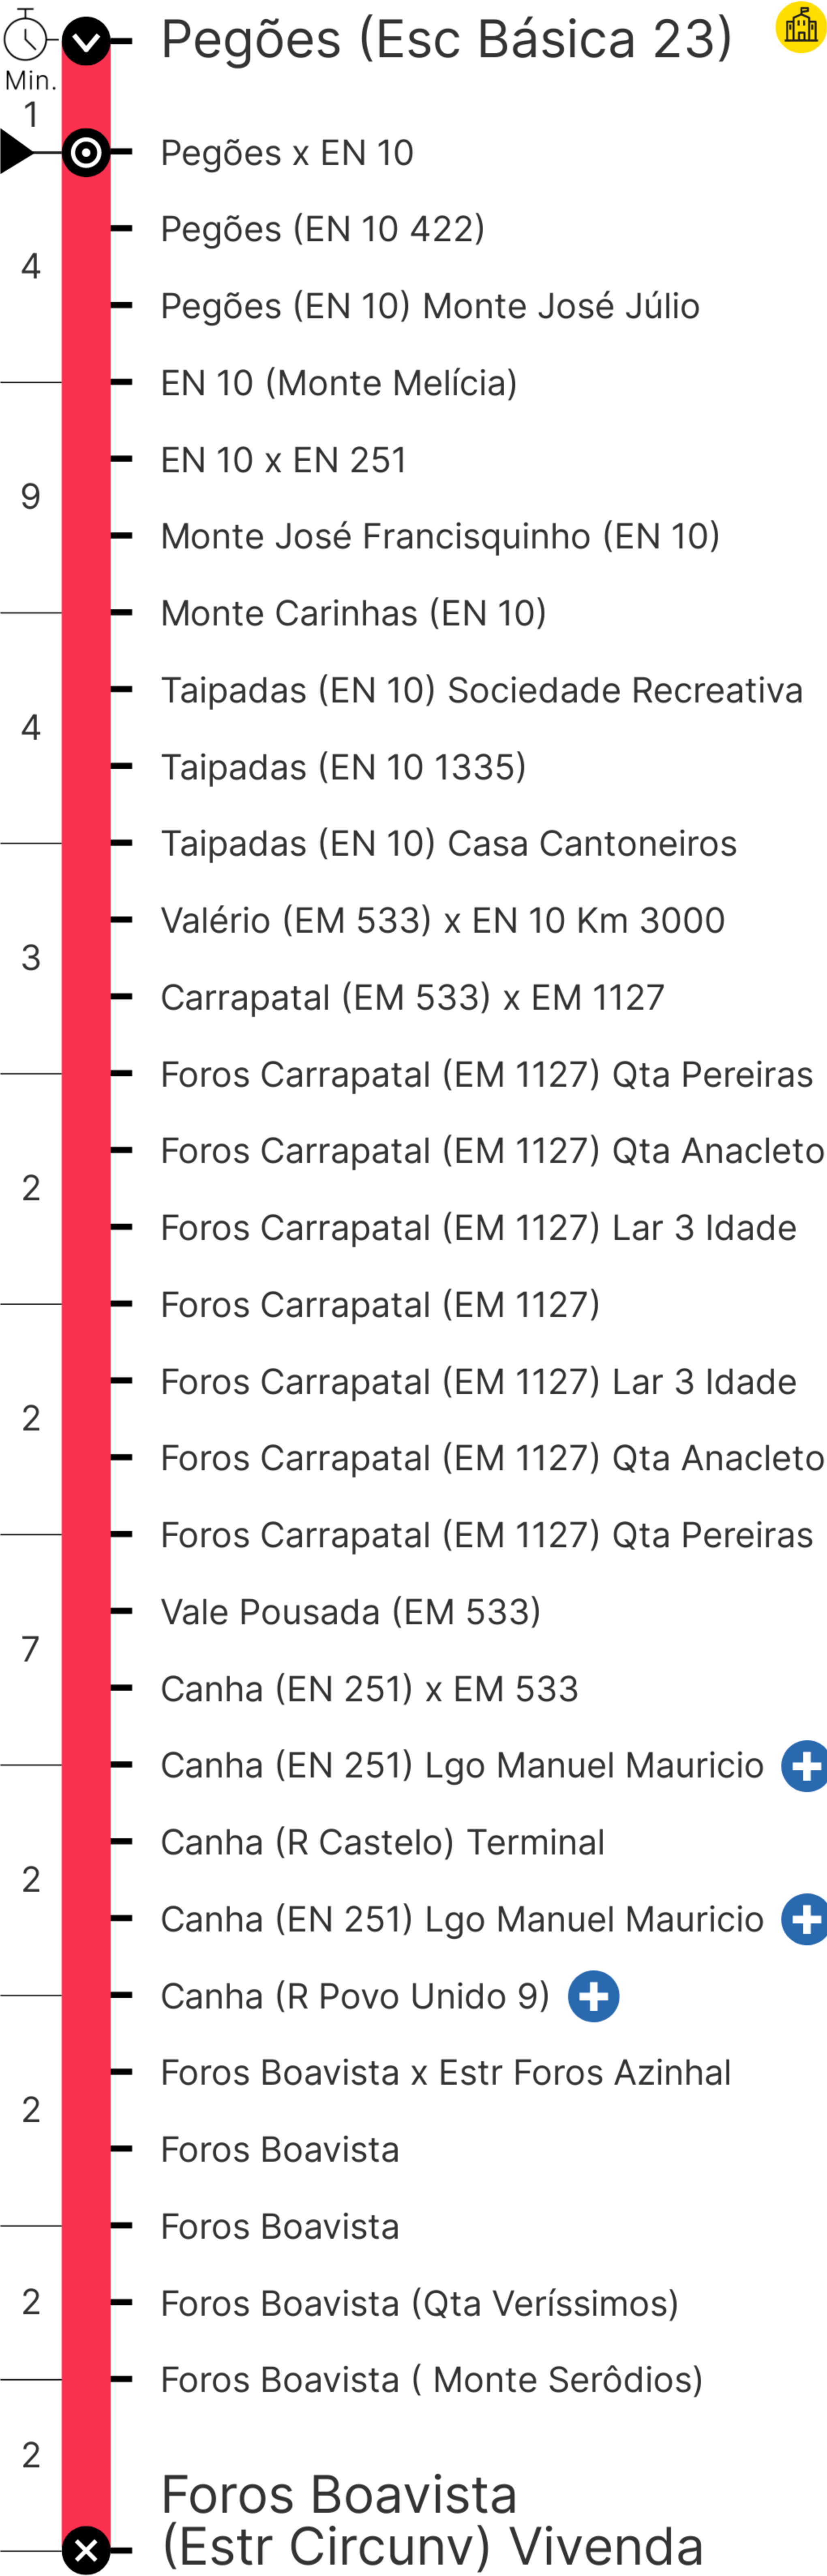 Pegões (Esc Básica 23)
Min.
1
Pegões x EN 10
Pegões (EN 10 422)
4
Pegões (EN 10) Monte José Júlio
EN 10 (Monte Melícia)
EN 10 x EN 251
9
Monte José Francisquinho (EN 10)
Monte Carinhas (EN 10)
Taipadas (EN 10) Sociedade Recreativa
4
Taipadas (EN 10 1335)
Taipadas (EN 10) Casa Cantoneiros
Valério (EM 533) x EN 10 Km 3000
3
Carrapatal (EM 533) x EM 1127
Foros Carrapatal (EM 1127) Qta Pereiras
Foros Carrapatal (EM 1127) Qta Anacleto
2
Foros Carrapatal (EM 1127) Lar 3 Idade
Foros Carrapatal (EM 1127)
Foros Carrapatal (EM 1127) Lar 3 Idade
2
Foros Carrapatal (EM 1127) Qta Anacleto
Foros Carrapatal (EM 1127) Qta Pereiras
Vale Pousada (EM 533)
7
Canha (EN 251) x EM 533
Canha (EN 251) Lgo Manuel Mauricio
Canha (R Castelo) Terminal
2
Canha (EN 251) Lgo Manuel Mauricio
Canha (R Povo Unido 9)
Foros Boavista x Estr Foros Azinhal
2
Foros Boavista
Foros Boavista
2
Foros Boavista (Qta Veríssimos)
Foros Boavista ( Monte Serôdios)
2
Foros Boavista
(Estr Circunv) Vivenda